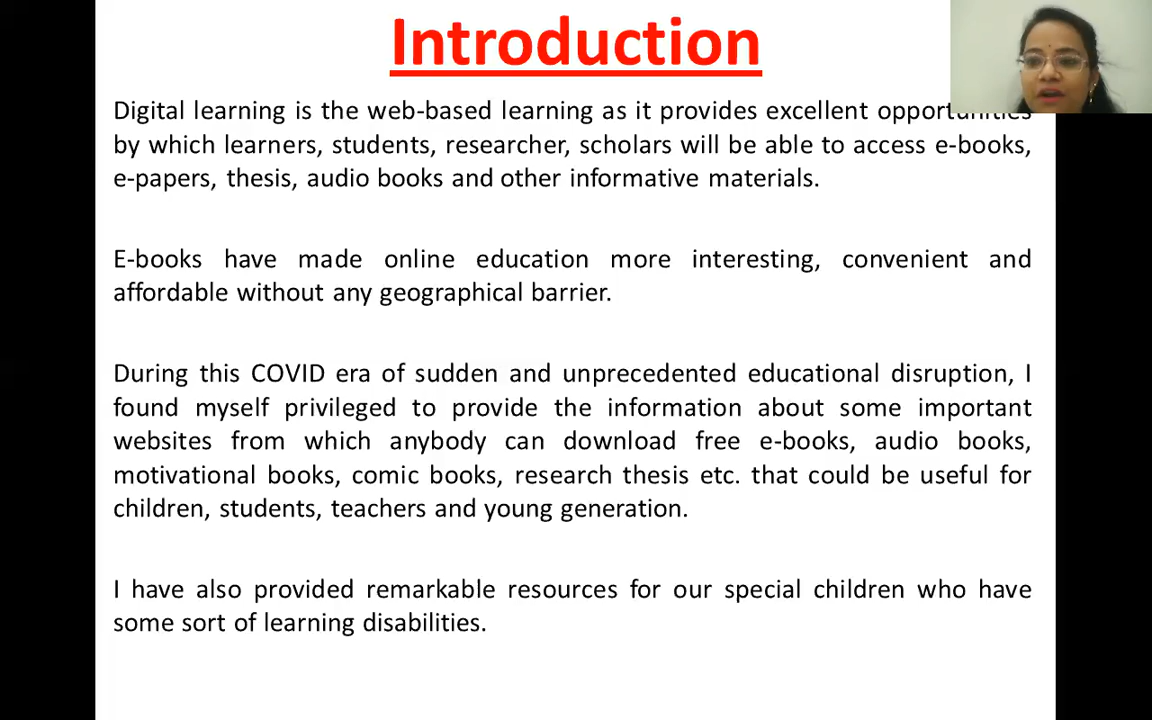 Introduction
Digital learning is the web-based learning as it provides excellent opportunities
by which learners, students, researcher, scholars will be able to access e-books,
e-papers, thesis, audio books and other informative materials.
E-books have made online education more interesting, convenient and
affordable without any geographical barrier.
During this COVID era of sudden and unprecedented educational disruption, I
found myself privileged to provide the information about some important
websites from which anybody can download free e-books, audio books,
motivational books, comic books, research thesis etc. that could be useful for
children, students, teachers and young generation.
I have also provided remarkable resources for our special children who have
some sort of learning disabilities.